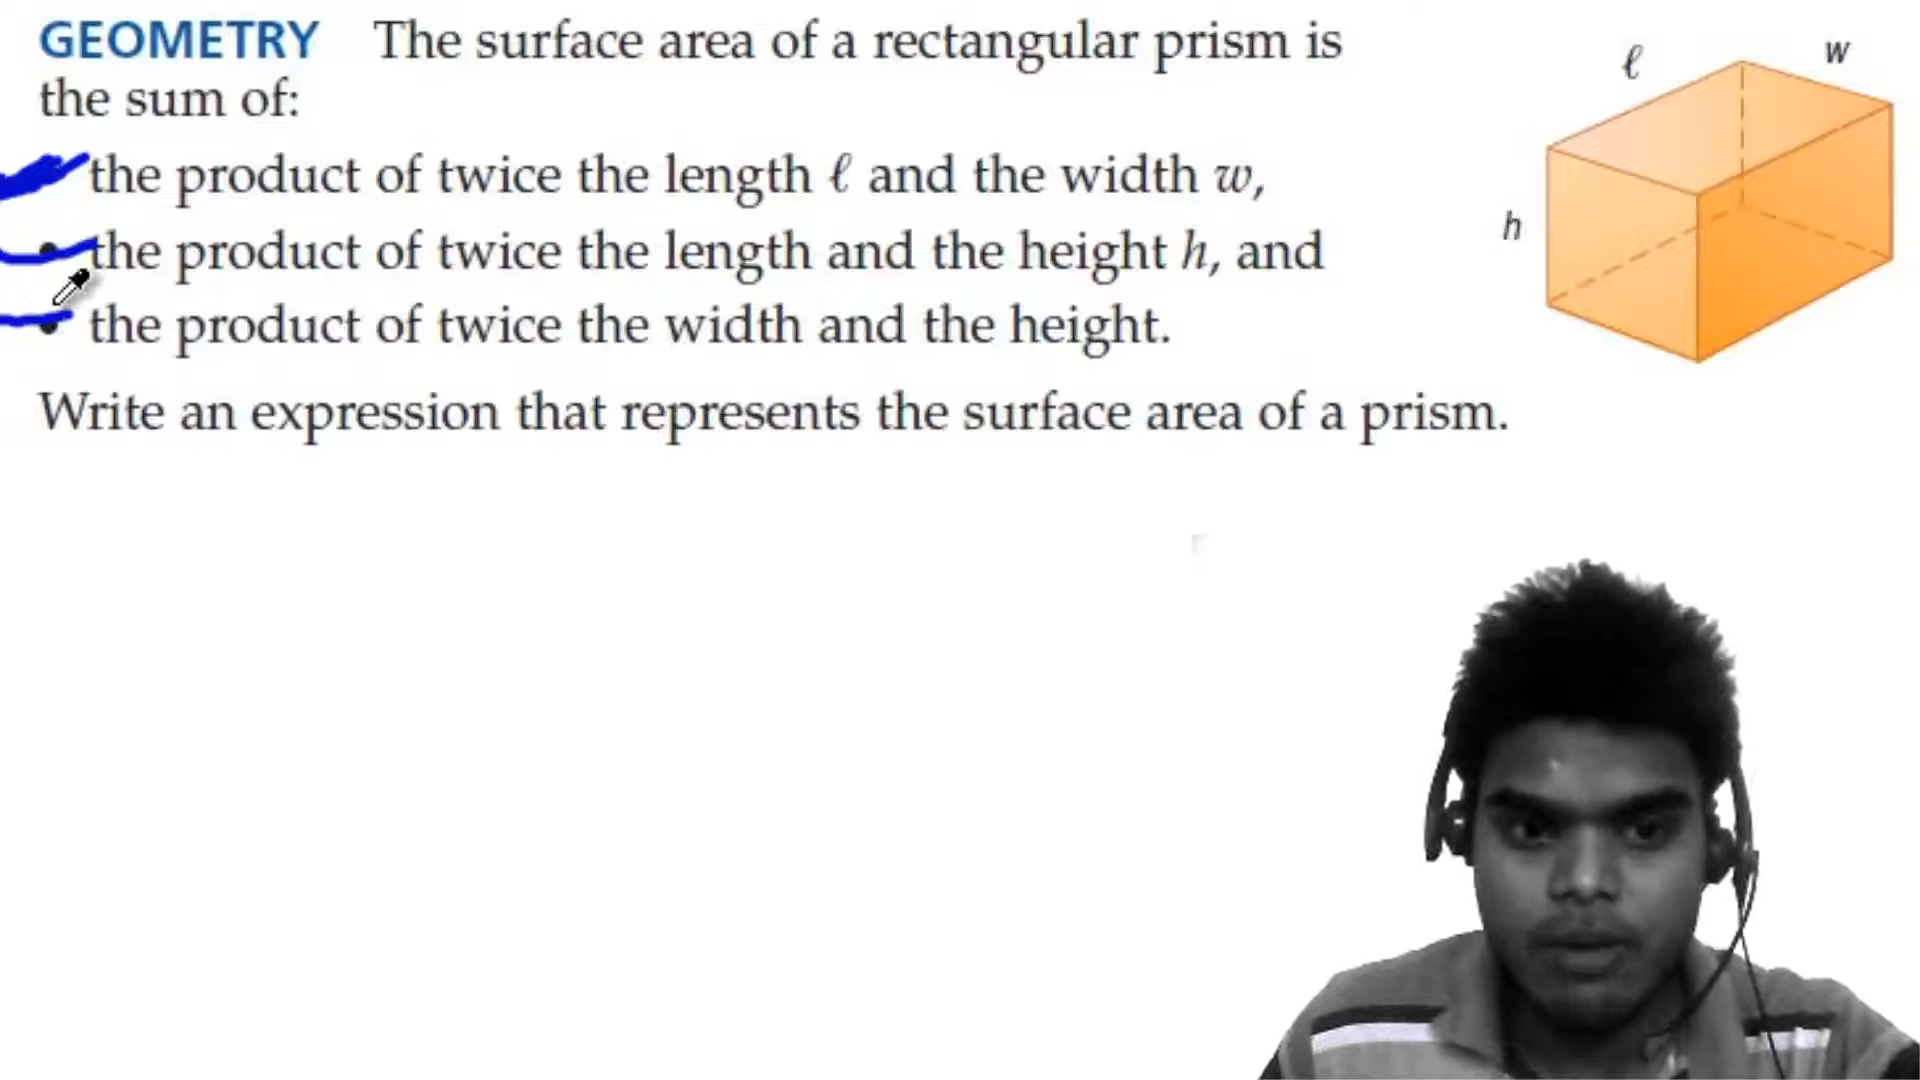 GEOMETRY The surface area of a rectangular prism is
the sum of:
the product of twice the length ℓ and the width w,
• the product of twice the length and the height h, and
• the product of twice the width and the height.
Write an expression that represents the surface area of a prism.
ℓ
w
h